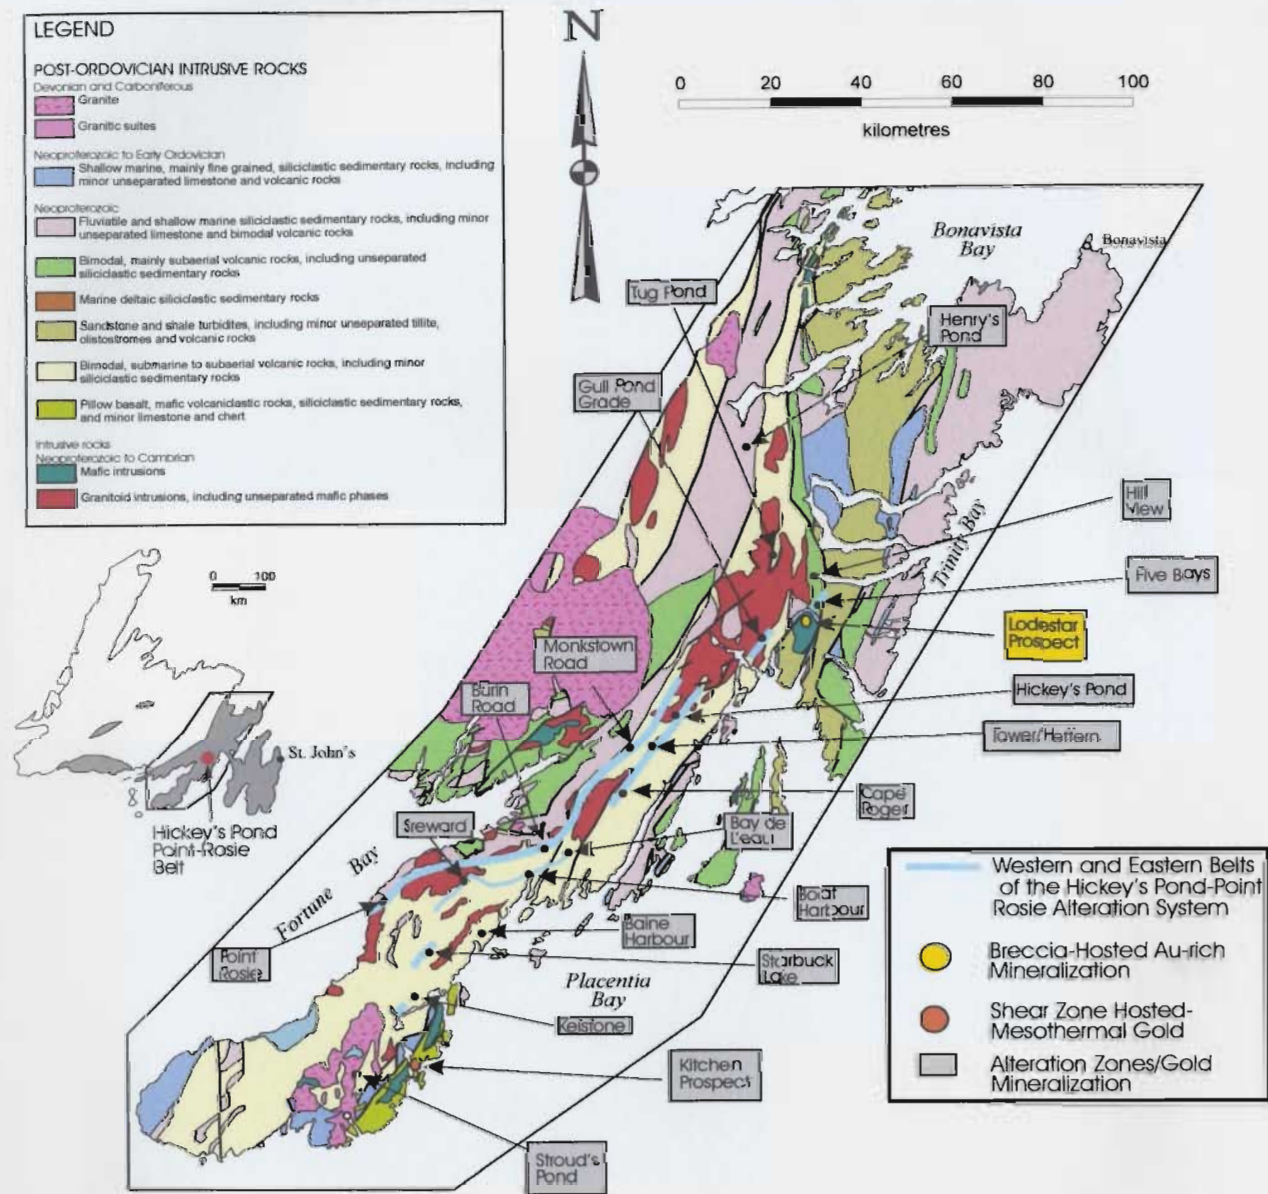 LEGEND
POST-ORDOVICIAN INTRUSIVE ROCKS
Devonian and Carboniferous
Granite
Granitic suites
Neoproterozoic to Early Ordovician
Shallow marine, mainly fine grained, siliciclastic sedimentary rocks, including
minor unseparated limestone and volcanic rocks
Neoproterozoic
Fluviatile and shallow marine siliciclastic sedimentary rocks, including minor
unseparated limestone and bimodal volcanic rocks
Bimodal, mainly subaerial volcanic rocks, including unseparated
siliciclastic sedimentary rocks
Marine deltaic siliciclastic sedimentary rocks
Sandstone and shale turbidites, including minor unseparated tillite,
olistostromes and volcanic rocks
Bimodal, submarine to subaerial volcanic rocks, including minor
siliciclastic sedimentary rocks
Pillow basalt, mafic volcaniclastic rocks, siliciclastic sedimentary rocks,
and minor limestone and chert
Intrusive rocks
Neoproterozoic to Cambrian
Mafic intrusions
Granitoid intrusions, including unseparated mafic phases
N
0 20 40 60 80 100
kilometres
Bonavista
Bay
Bonavista
Tug Pond
Henry's
Pond
Gull Pond
Grade
Hill
View
Trinity Bay
Five Bays
Lodestar
Prospect
Monkstown
Road
Burin
Road
Hickey's Pond
Tower/Heffern
Cape
Roger
Bay de
L'eau
Steward
Boat
Harbour
Fortune Bay
Baine
Harbour
Point
Rosie
Starbuck
Lake
Placentia
Bay
Keistone
Kitchen
Prospect
Stroud's
Pond
0 100
km
St. John's
Hickey's Pond
Point-Rosie
Belt
Western and Eastern Belts
of the Hickey's Pond-Point
Rosie Alteration System
Breccia-Hosted Au-rich
Mineralization
Shear Zone Hosted-
Mesothermal Gold
Alteration Zones/Gold
Mineralization